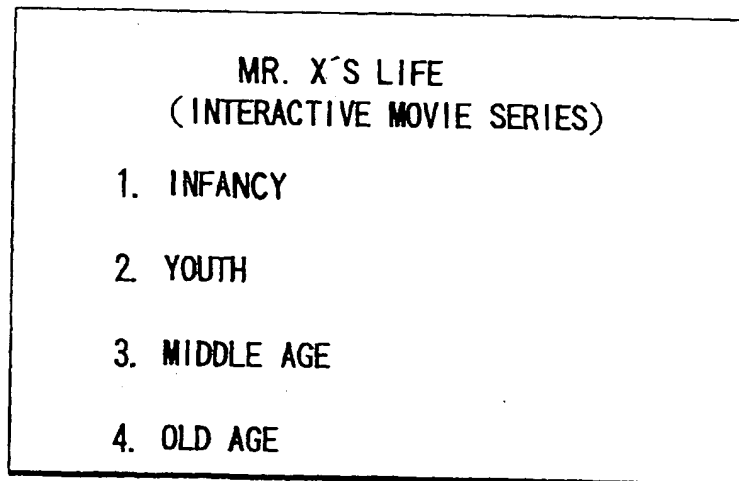 MR. X´S LIFE
(INTERACTIVE MOVIE SERIES)
1. INFANCY
2. YOUTH
3. MIDDLE AGE
4. OLD AGE